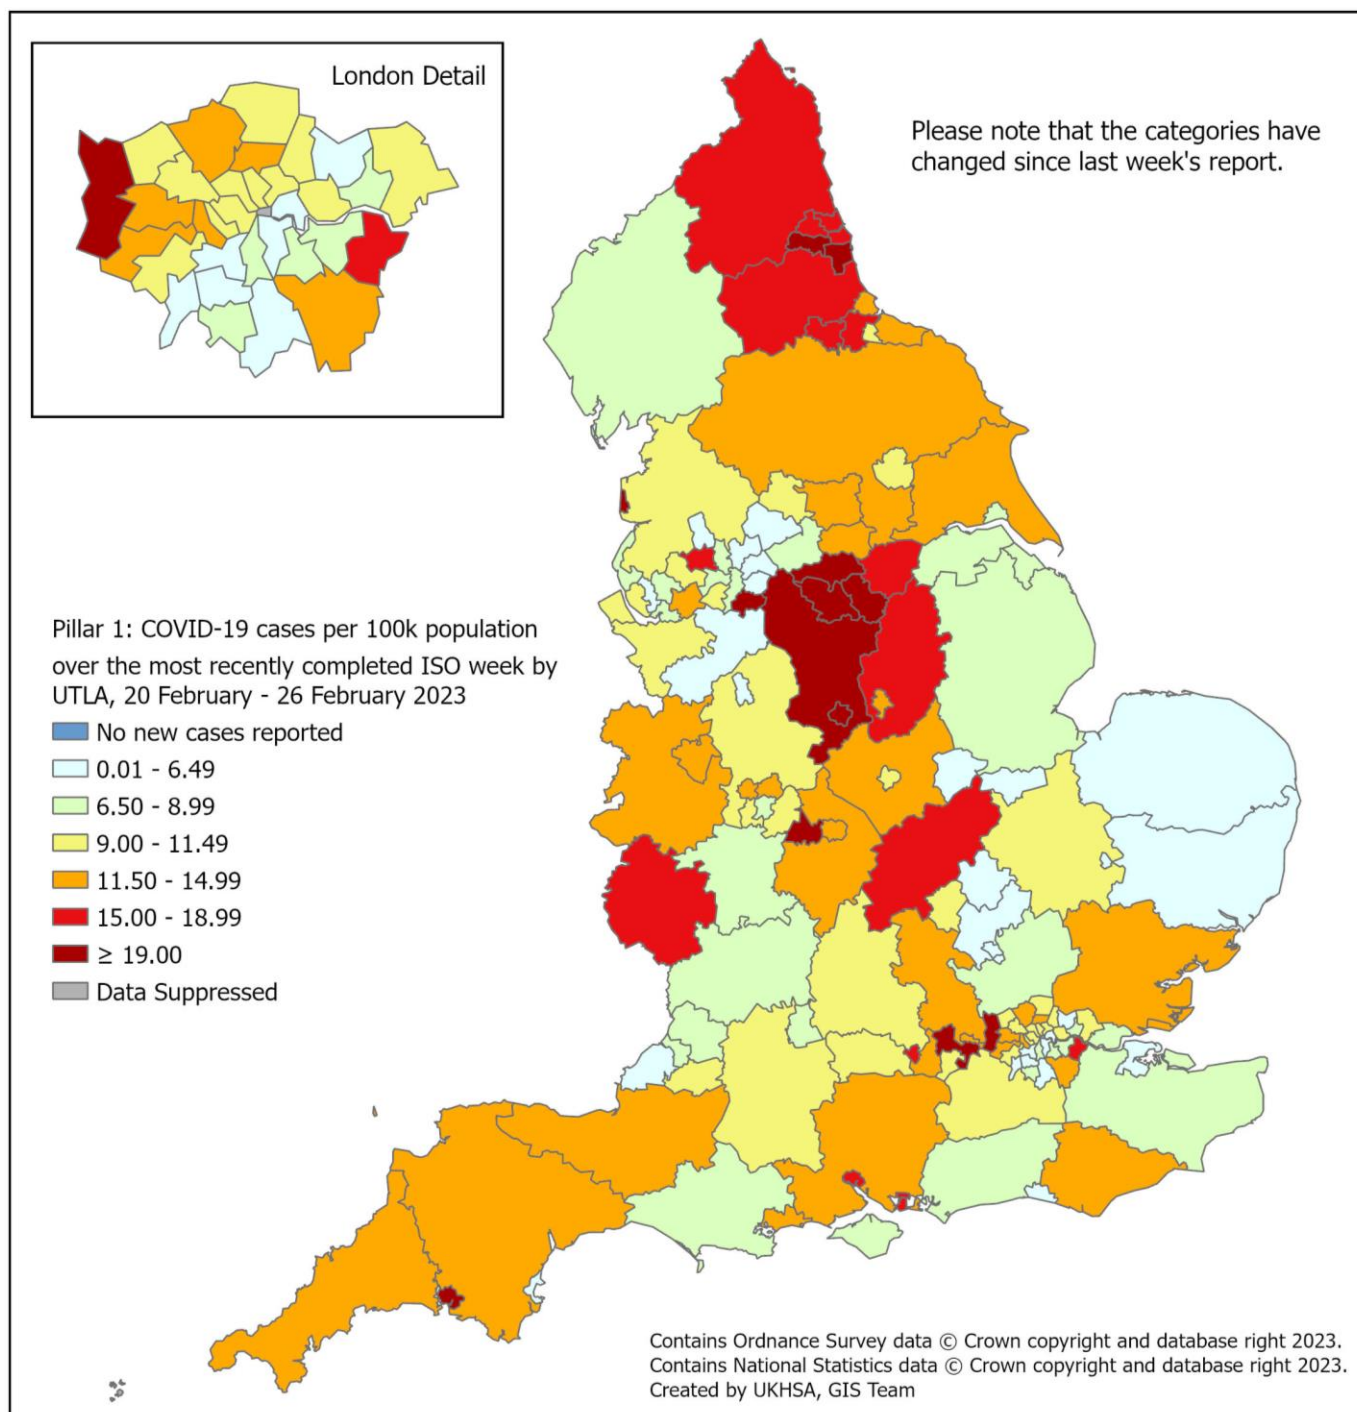 London Detail
Please note that the categories have
changed since last week's report.
Pillar 1: COVID-19 cases per 100k population
over the most recently completed ISO week by
UTLA, 20 February - 26 February 2023
No new cases reported
0.01 - 6.49
6.50 - 8.99
9.00 - 11.49
11.50 - 14.99
15.00 - 18.99
≥ 19.00
Data Suppressed
Contains Ordnance Survey data © Crown copyright and database right 2023.
Contains National Statistics data © Crown copyright and database right 2023.
Created by UKHSA, GIS Team